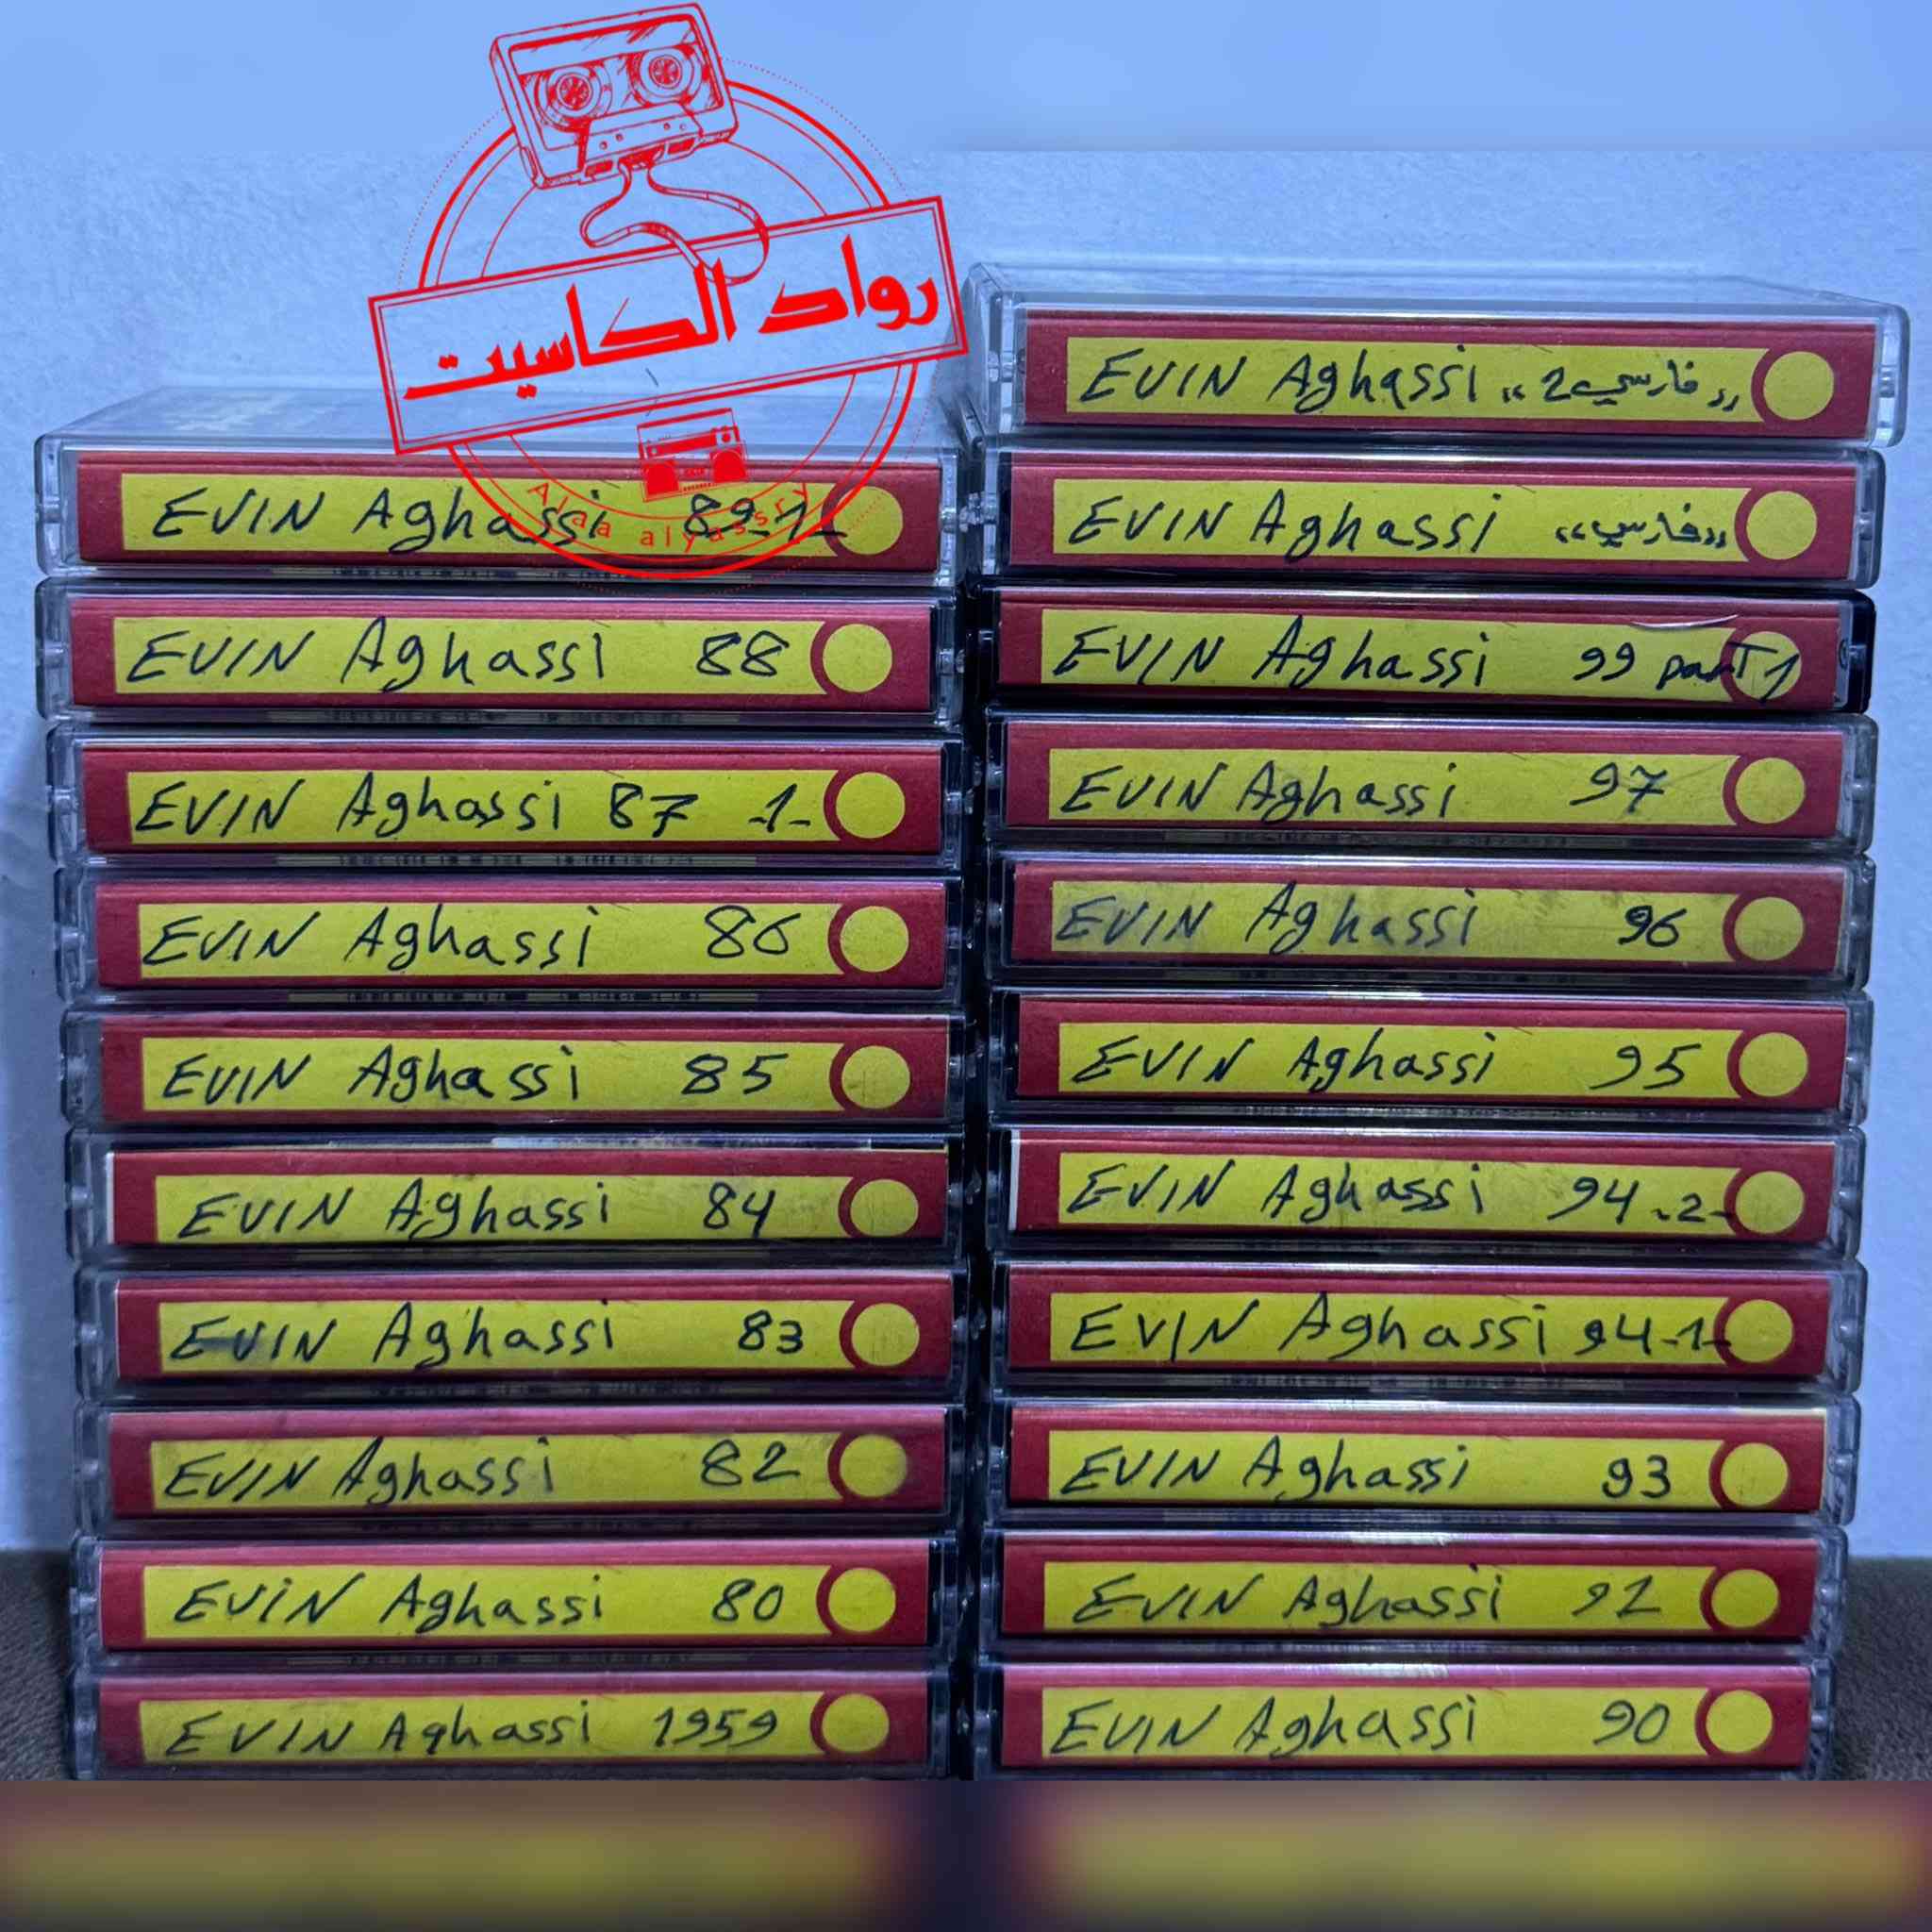 رواد الكاسيت
Alaa alyassry
EVIN Aghassi 89-1-
EVIN Aghassi 88
EVIN Aghassi 87 -1-
EVIN Aghassi 86
EVIN Aghassi 85
EVIN Aghassi 84
EVIN Aghassi 83
EVIN Aghassi 82
EVIN Aghassi 80
EVIN Aghassi 1959
EVIN Aghassi "فارسي 2"
EVIN Aghassi "فارسي"
EVIN Aghassi 99 parT 1
EVIN Aghassi 97
EVIN Aghassi 96
EVIN Aghassi 95
EVIN Aghassi 94 -2-
EVIN Aghassi 94-1-
EVIN Aghassi 93
EVIN Aghassi 92
EVIN Aghassi 90